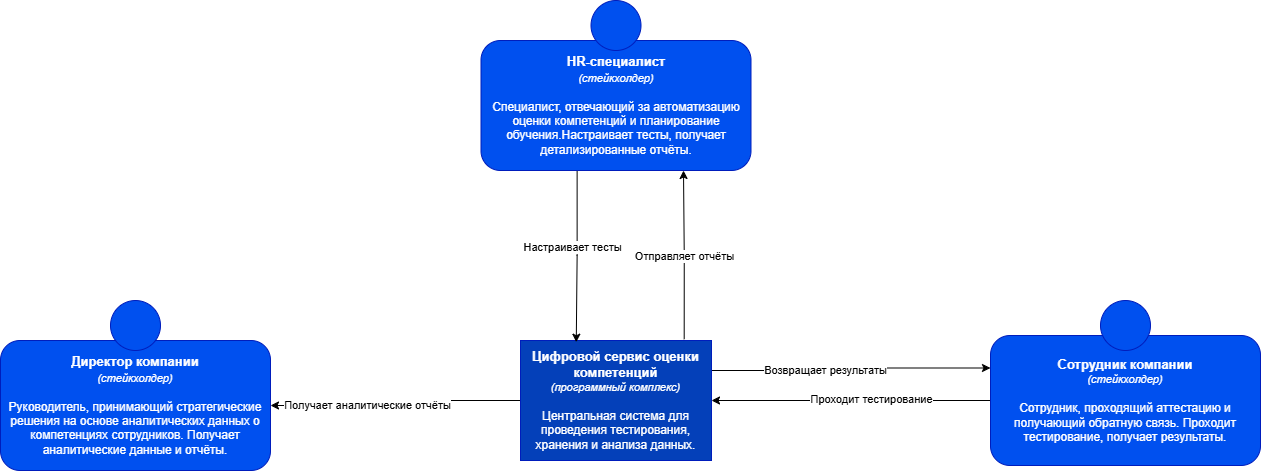 HR-специалист
(стейкхолдер)
Специалист, отвечающий за автоматизацию
оценки компетенций и планирование
обучения.Настраивает тесты, получает
детализированные отчёты.
Настраивает тесты
Отправляет отчёты
Директор компании
(стейкхолдер)
Руководитель, принимающий стратегические
решения на основе аналитических данных о
компетенциях сотрудников. Получает
аналитические данные и отчёты.
Получает аналитические отчёты
Цифровой сервис оценки
компетенций
(программный комплекс)
Центральная система для
проведения тестирования,
хранения и анализа данных.
Возвращает результаты
Проходит тестирование
Сотрудник компании
(стейкхолдер)
Сотрудник, проходящий аттестацию и
получающий обратную связь. Проходит
тестирование, получает результаты.